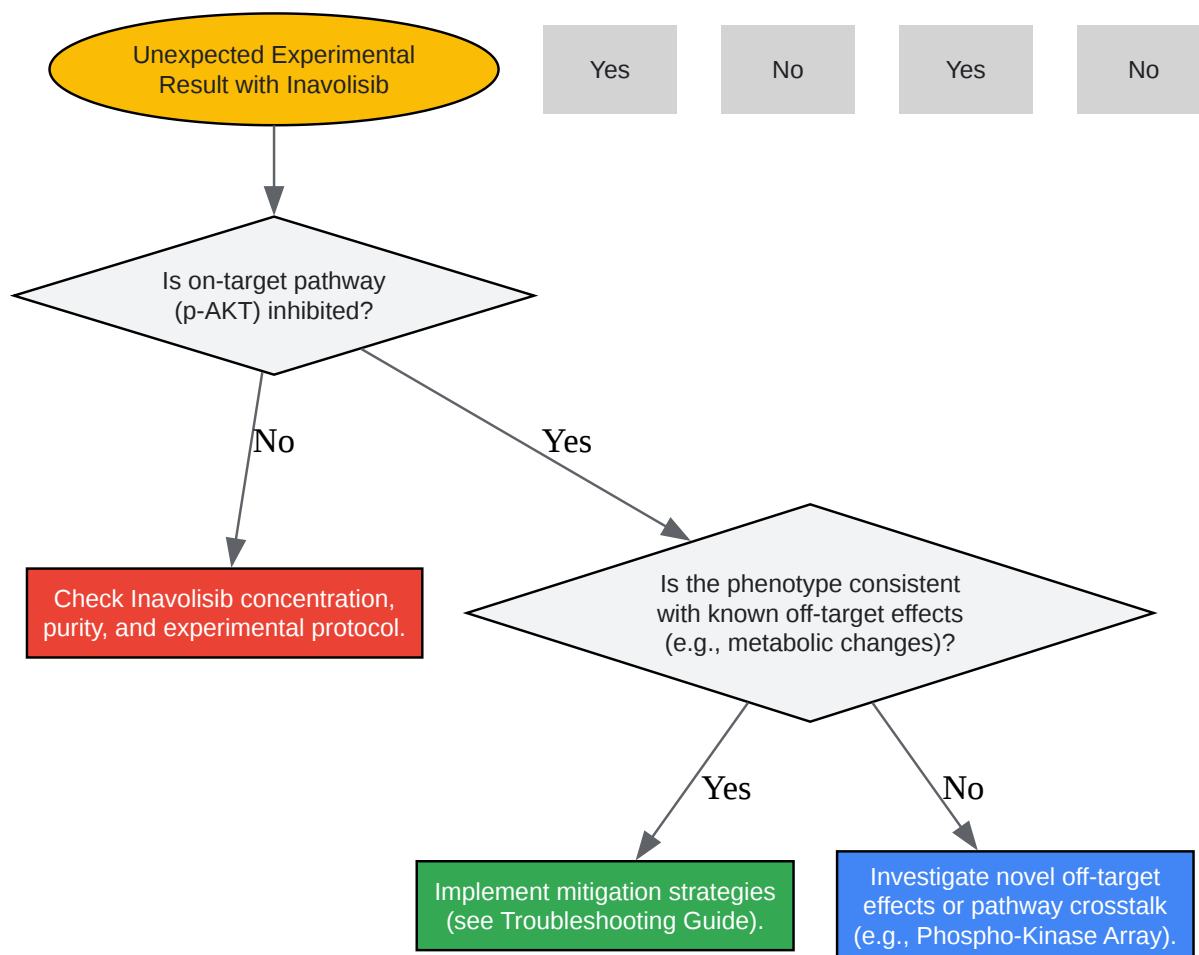 Unexpected Experimental
Result with Inavolisib
Yes
No
Yes
No
Is on-target pathway
(p-AKT) inhibited?
No
Yes
Check Inavolisib concentration,
purity, and experimental protocol.
Is the phenotype consistent
with known off-target effects
(e.g., metabolic changes)?
Yes
No
Implement mitigation strategies
(see Troubleshooting Guide).
Investigate novel off-target
effects or pathway crosstalk
(e.g., Phospho-Kinase Array).